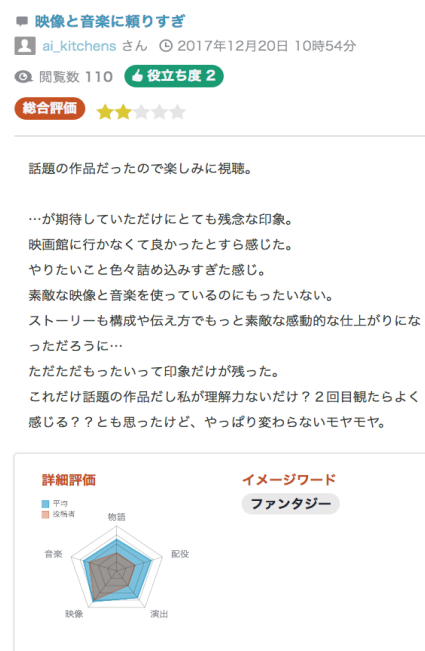 映像と音楽に頼りすぎ
ai_kitchens さん 2017年12月20日 10時54分
閲覧数 110 役立ち度 2
総合評価
話題の作品だったので楽しみに視聴。
…が期待していただけにとても残念な印象。
映画館に行かなくて良かったとすら感じた。
やりたいこと色々詰め込みすぎた感じ。
素敵な映像と音楽を使っているのにもったいない。
ストーリーも構成や伝え方でもっと素敵な感動的な仕上がりにな
っただろうに…
ただただもったいって印象だけが残った。
これだけ話題の作品だし私が理解力ないだけ？２回目観たらよく
感じる？？とも思ったけど、やっぱり変わらないモヤモヤ。
詳細評価
平均
投稿者
物語
配役
演出
映像
音楽
イメージワード
ファンタジー